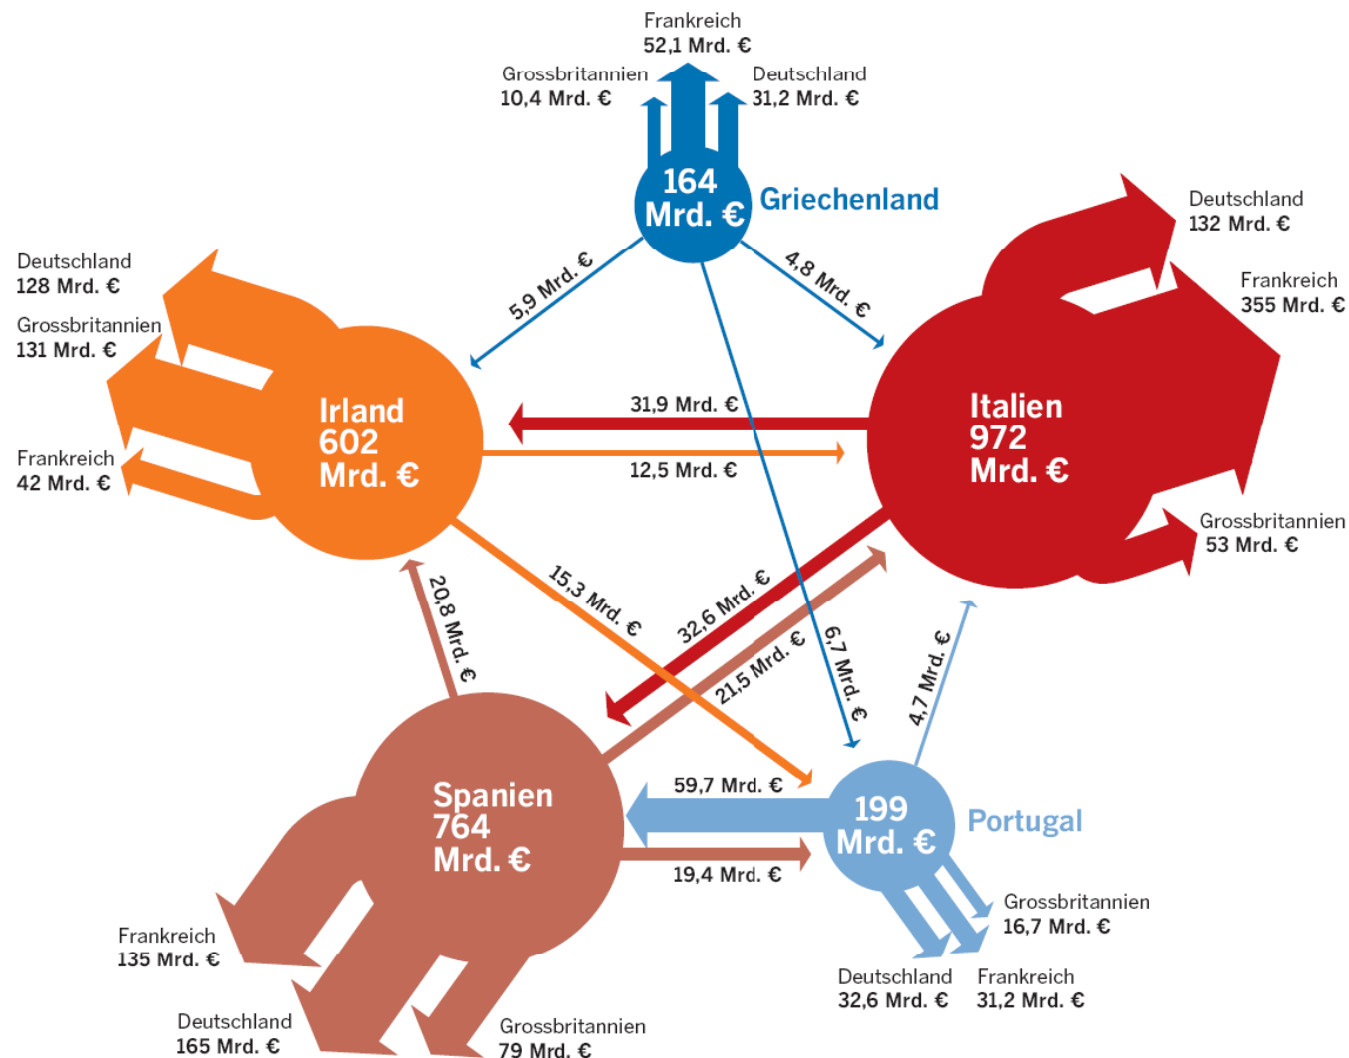 Frankreich
52,1 Mrd. €
Grossbritannien
10,4 Mrd. €
Deutschland
31,2 Mrd. €
164
Mrd. €
Griechenland
5,9 Mrd. €
4,8 Mrd. €
6,7 Mrd. €
Deutschland
128 Mrd. €
Grossbritannien
131 Mrd. €
Frankreich
42 Mrd. €
Irland
602
Mrd. €
31,9 Mrd. €
12,5 Mrd. €
15,3 Mrd. €
Deutschland
132 Mrd. €
Frankreich
355 Mrd. €
Italien
972
Mrd. €
Grossbritannien
53 Mrd. €
32,6 Mrd. €
21,5 Mrd. €
20,8 Mrd. €
4,7 Mrd. €
Spanien
764
Mrd. €
59,7 Mrd. €
19,4 Mrd. €
199
Mrd. €
Portugal
Frankreich
135 Mrd. €
Deutschland
165 Mrd. €
Grossbritannien
79 Mrd. €
Grossbritannien
16,7 Mrd. €
Deutschland
32,6 Mrd. €
Frankreich
31,2 Mrd. €